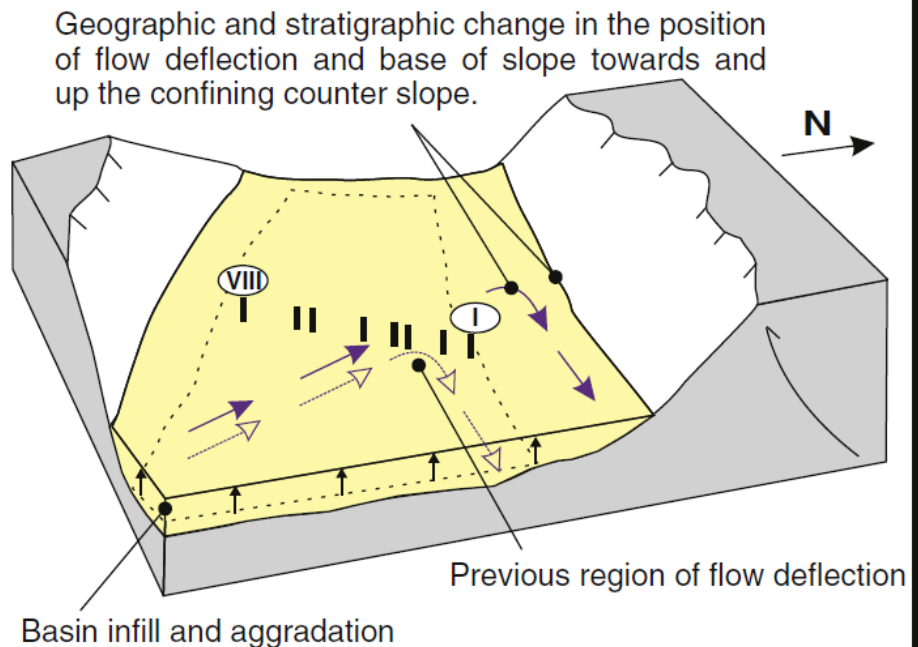 Geographic and stratigraphic change in the position
of flow deflection and base of slope towards and
up the confining counter slope.
N
VIII
I
Previous region of flow deflection
Basin infill and aggradation